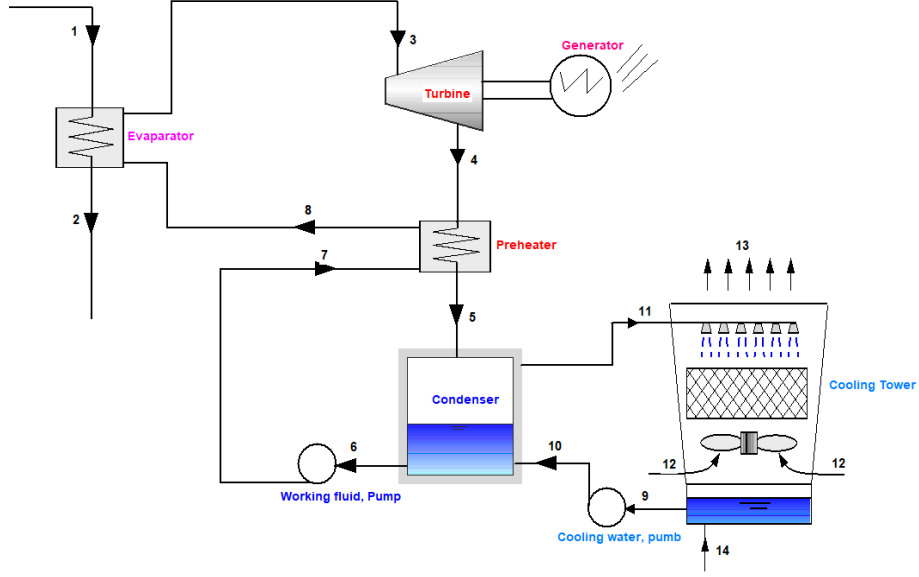 1
3
Generator
Turbine
Evaparator
4
2
8
Preheater
7
13
5
11
Condenser
Cooling Tower
6
10
12
12
Working fluid, Pump
9
Cooling water, pumb
14